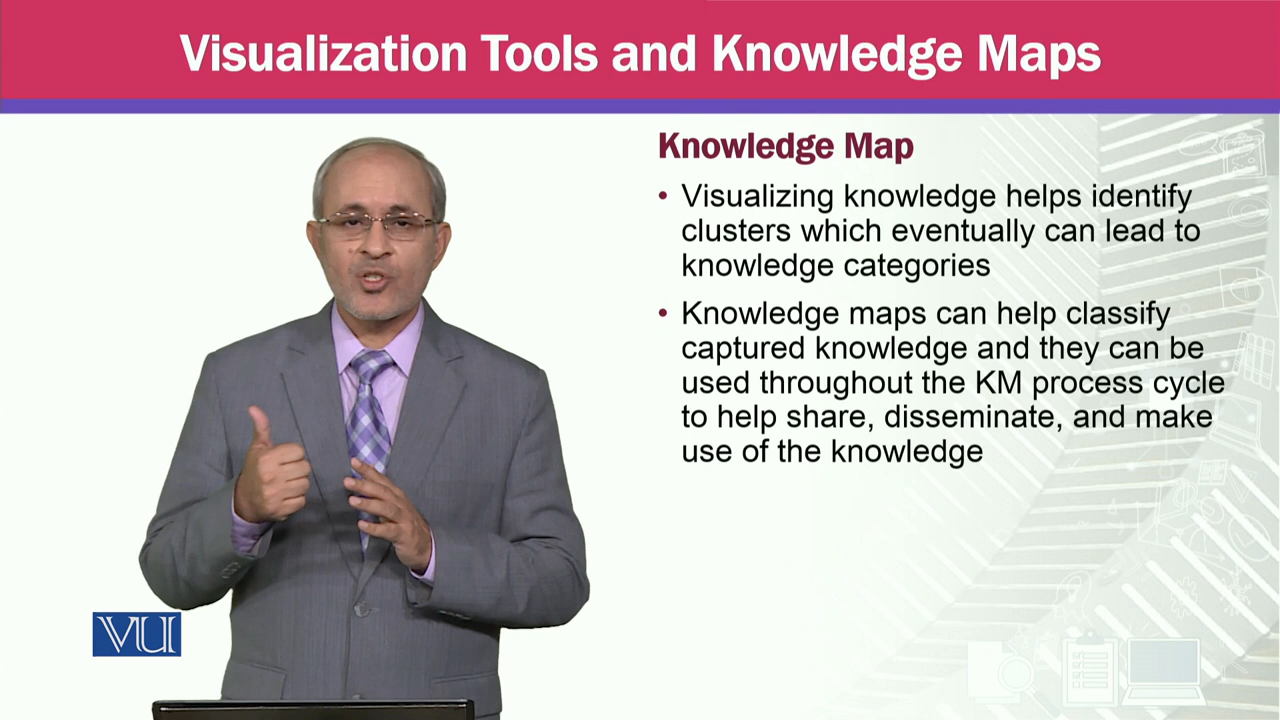 Visualization Tools and Knowledge Maps
Knowledge Map
• Visualizing knowledge helps identify
clusters which eventually can lead to
knowledge categories
• Knowledge maps can help classify
captured knowledge and they can be
used throughout the KM process cycle
to help share, disseminate, and make
use of the knowledge
VU